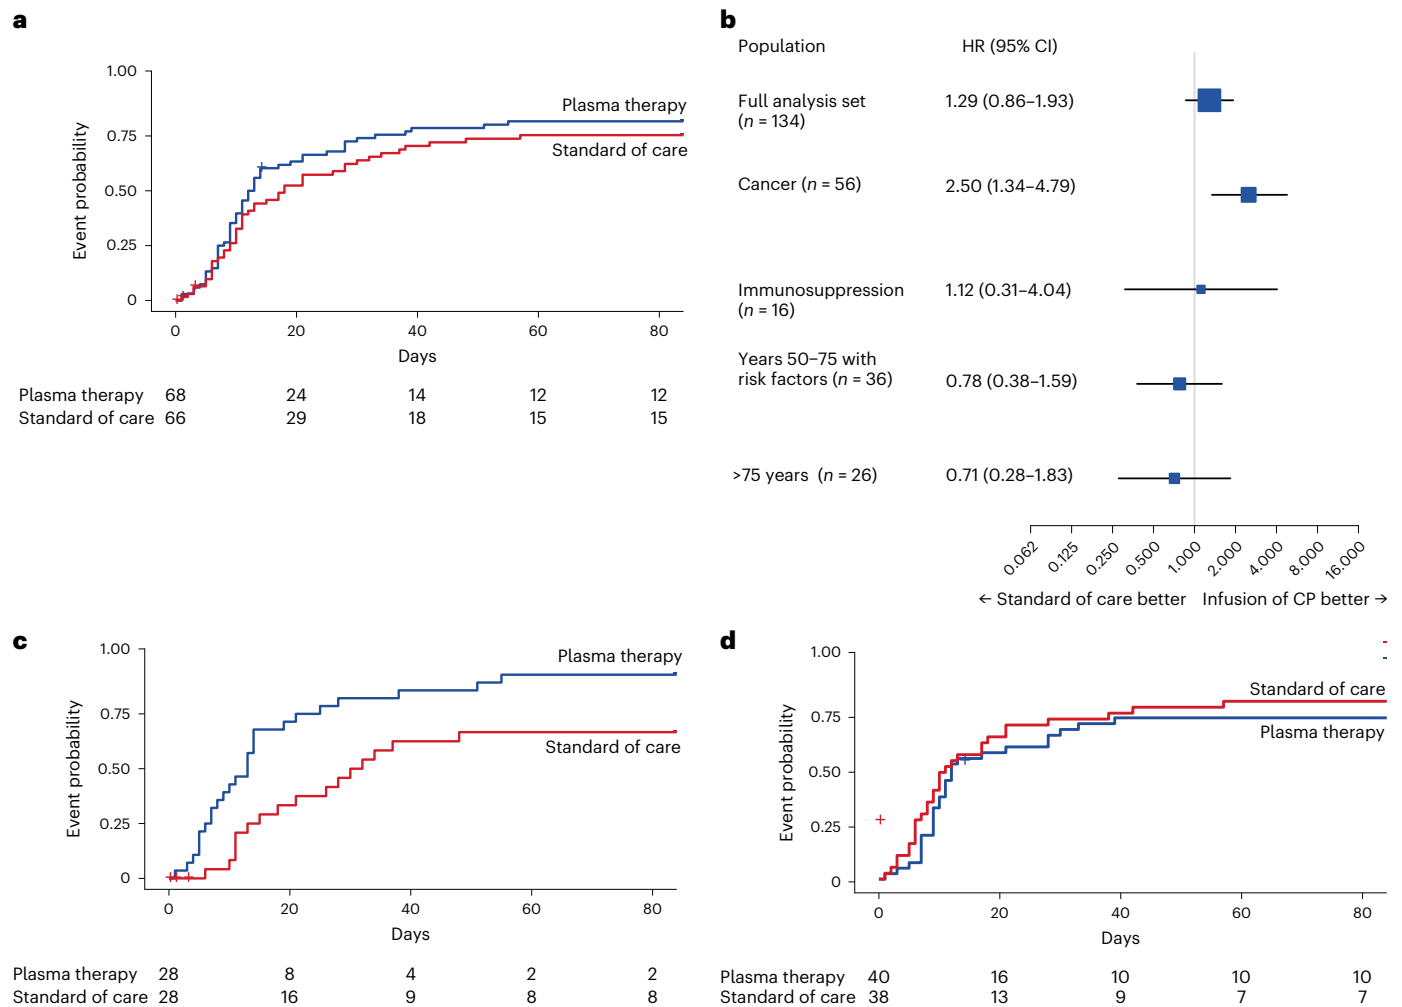 a
1.00
0.75
0.50
0.25
0
Event probability
Plasma therapy
Standard of care
0 20 40 60 80
Days
Plasma therapy 68 24 14 12 12
Standard of care 66 29 18 15 15
b
Population HR (95% CI)
Full analysis set
(n = 134)
1.29 (0.86–1.93)
Cancer (n = 56) 2.50 (1.34–4.79)
Immunosuppression
(n = 16)
1.12 (0.31–4.04)
Years 50–75 with
risk factors (n = 36)
0.78 (0.38–1.59)
>75 years (n = 26) 0.71 (0.28–1.83)
0.062 0.125 0.250 0.500 1.000 2.000 4.000 8.000 16.000
← Standard of care better Infusion of CP better →
c
1.00
0.75
0.50
0.25
0
Event probability
Plasma therapy
Standard of care
0 20 40 60 80
Days
Plasma therapy 28 8 4 2 2
Standard of care 28 16 9 8 8
d
1.00
0.75
0.50
0.25
0
Event probability
Standard of care
Plasma therapy
0 20 40 60 80
Days
Plasma therapy 40 16 10 10 10
Standard of care 38 13 9 7 7